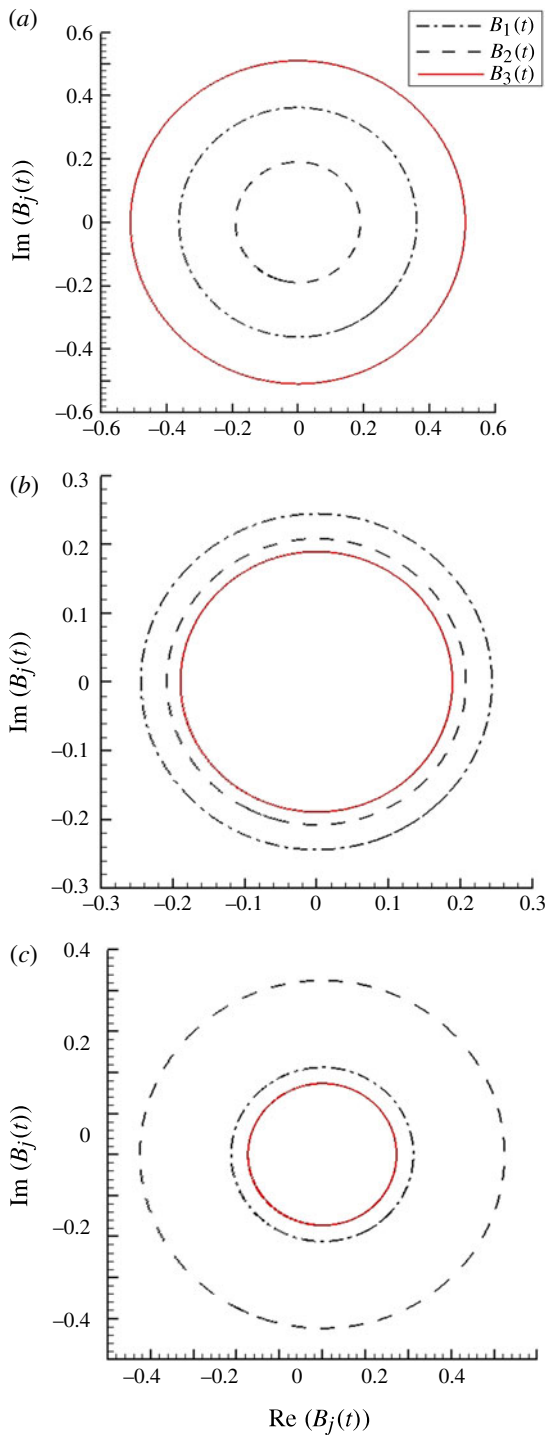 (a)
B₁(t)
B₂(t)
B₃(t)
0.6
0.4
0.2
0
–0.2
–0.4
–0.6
Im (Bⱼ(t))
–0.6 –0.4 –0.2 0 0.2 0.4 0.6
(b)
0.3
0.2
0.1
0
–0.1
–0.2
–0.3
Im (Bⱼ(t))
–0.3 –0.2 –0.1 0 0.1 0.2 0.3
(c)
0.4
0.2
0
–0.2
–0.4
Im (Bⱼ(t))
–0.4 –0.2 0 0.2 0.4
Re (Bⱼ(t))